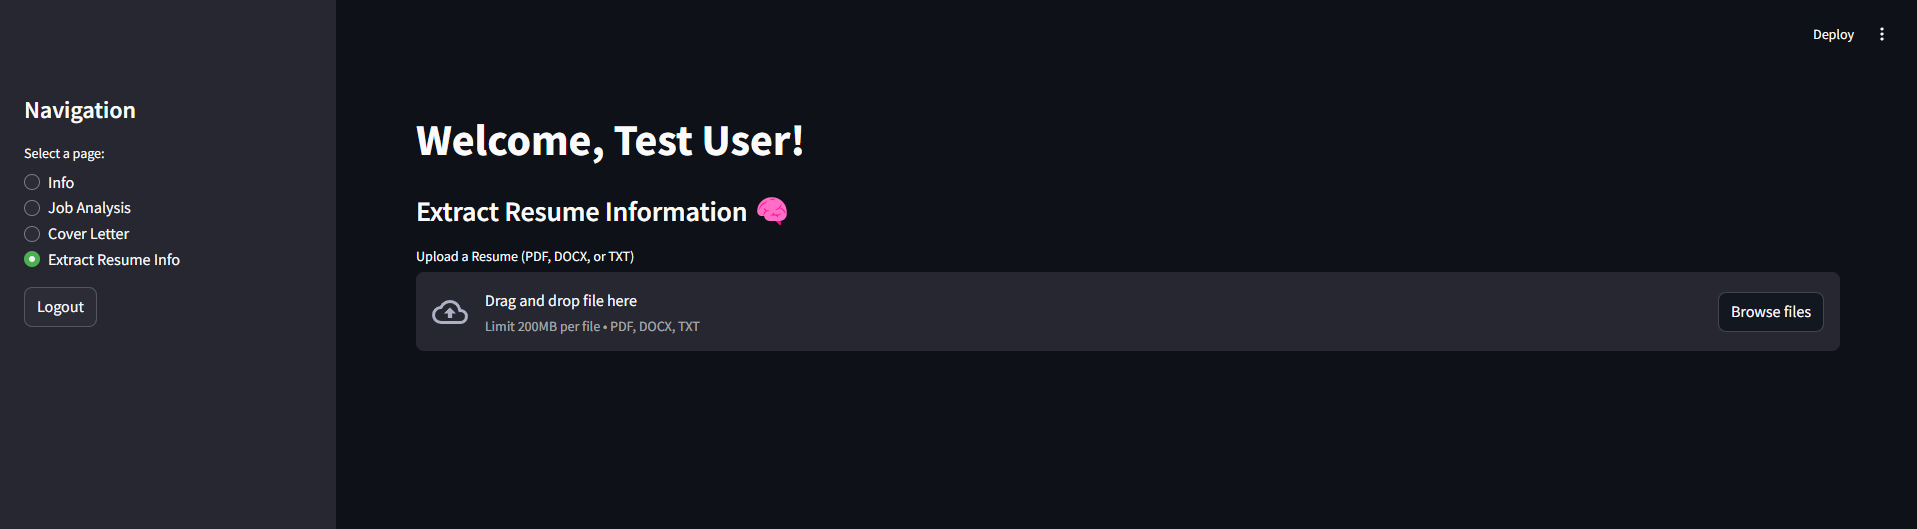 Deploy
Navigation
Select a page:
Info
Job Analysis
Cover Letter
Extract Resume Info
Logout
Welcome, Test User!
Extract Resume Information
Upload a Resume (PDF, DOCX, or TXT)
Drag and drop file here
Limit 200MB per file • PDF, DOCX, TXT
Browse files